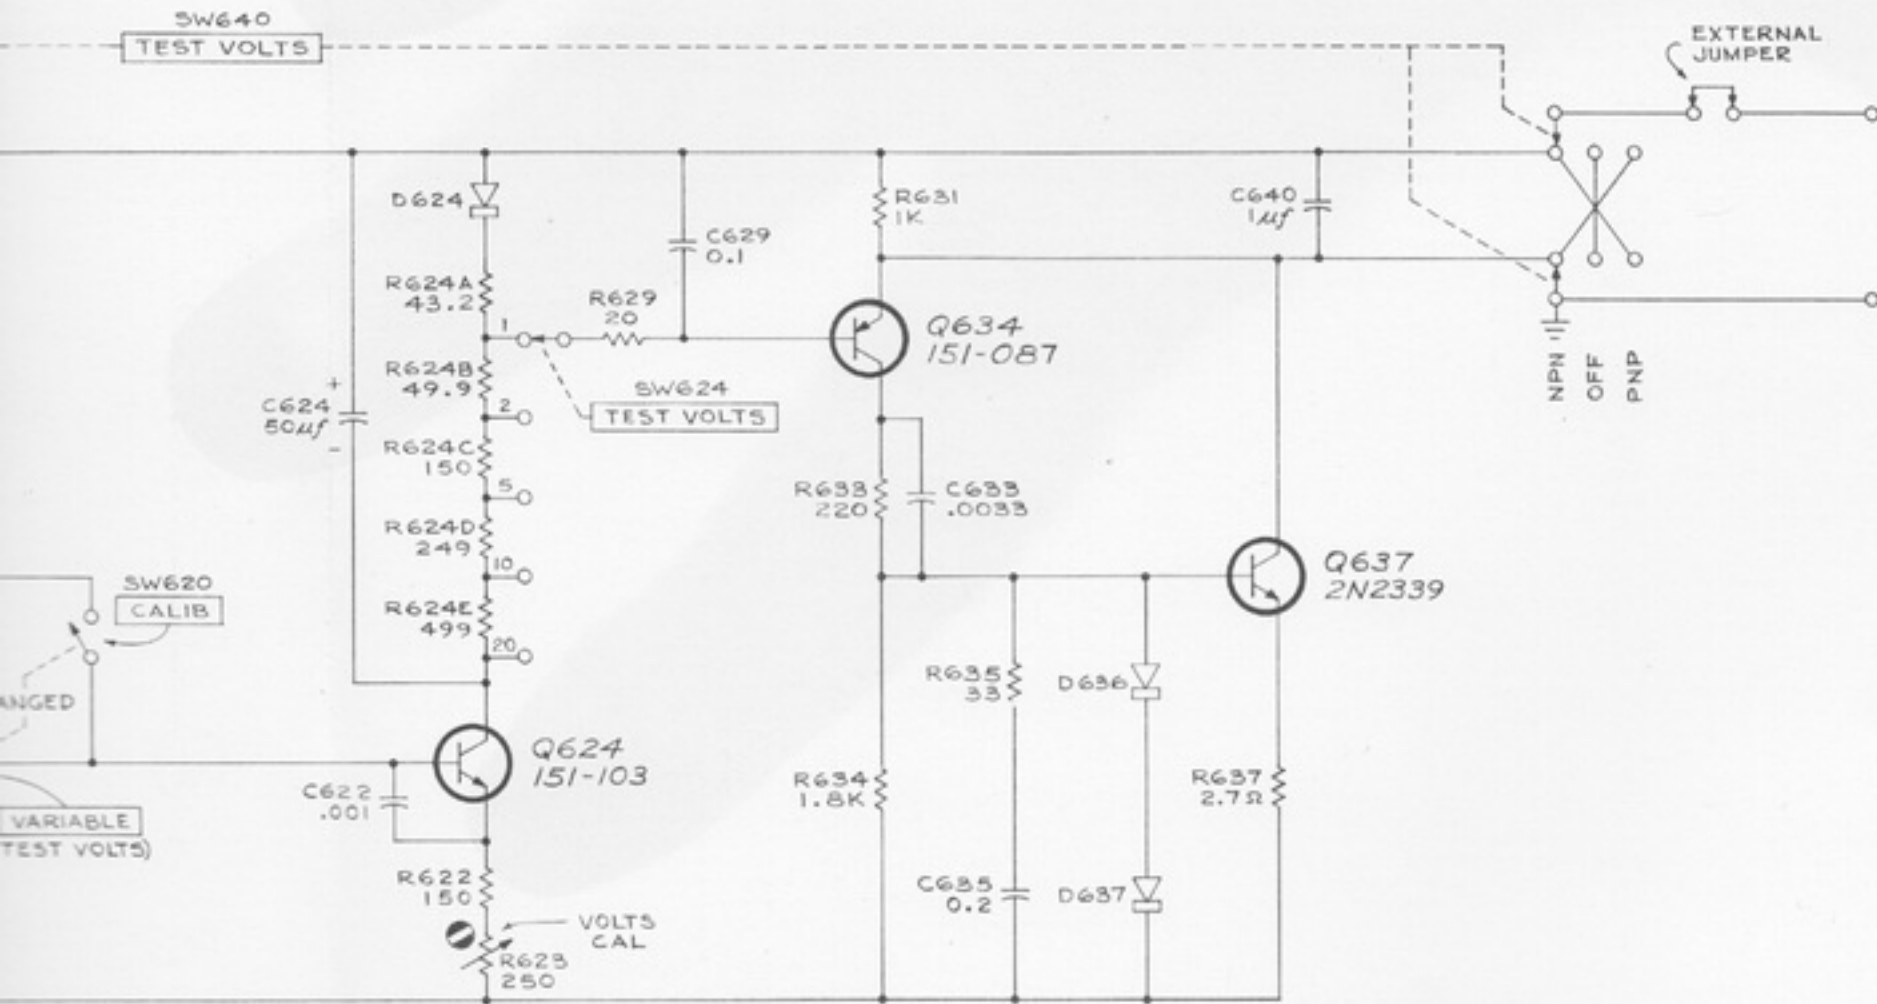 SW640
TEST VOLTS
EXTERNAL
JUMPER
D624
R631
1K
C640
1µf
C629
0.1
R624A
43.2
R629
20
1
Q634
151-087
R624B
49.9
SW624
TEST VOLTS
NPN
OFF
PNP
+
C624
50µf
-
2
R624C
150
5
R633
220
C633
.0033
R624D
249
10
Q637
2N2339
SW620
CALIB
R624E
499
20
R635
33
D636
ANGED
Q624
151-103
C622
.001
R634
1.8K
R637
2.7Ω
VARIABLE
TEST VOLTS)
R622
150
C635
0.2
D637
VOLTS
CAL
R623
250